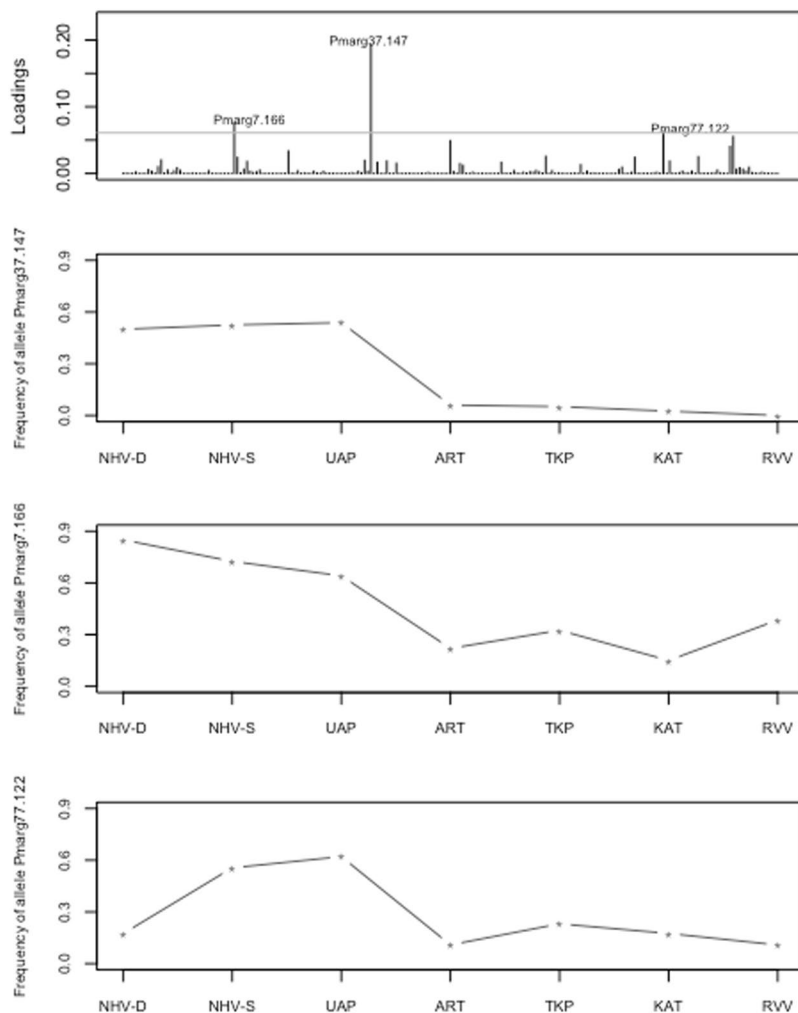 Loadings
0.20
0.10
0.00
Pmarg37.147
Pmarg7.166
Pmarg77.122
Frequency of allele Pmarg37.147
0.9
0.6
0.3
0.0
NHV-D NHV-S UAP ART TKP KAT RVV
Frequency of allele Pmarg7.166
0.9
0.6
0.3
0.0
NHV-D NHV-S UAP ART TKP KAT RVV
Frequency of allele Pmarg77.122
0.9
0.6
0.3
0.0
NHV-D NHV-S UAP ART TKP KAT RVV